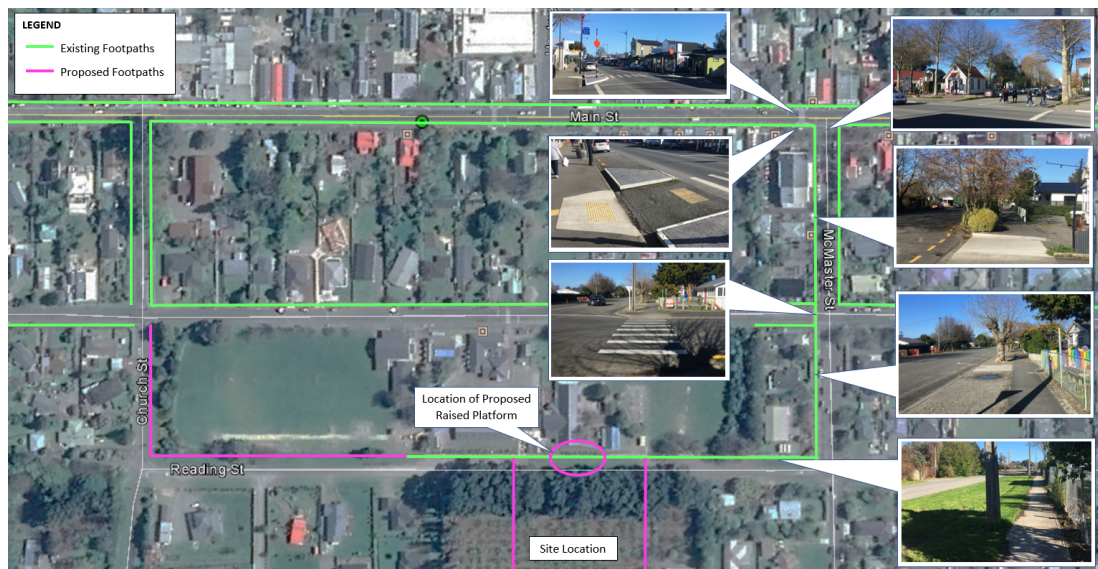 LEGEND
Existing Footpaths
Proposed Footpaths
Main St
McMaster St
Church St
Location of Proposed
Raised Platform
Reading St
Site Location